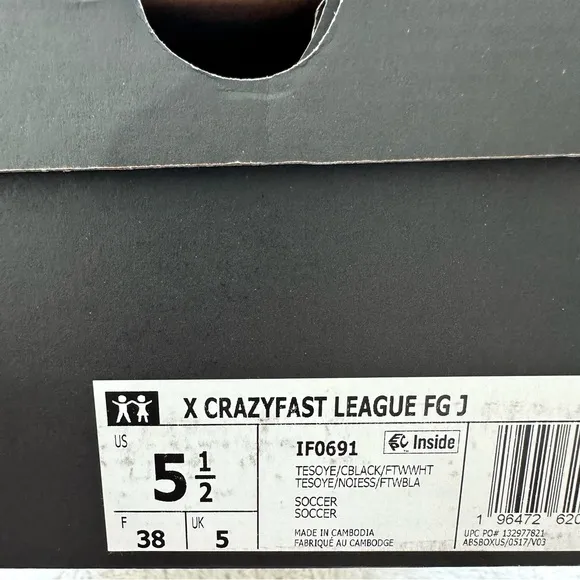 X CRAZYFAST LEAGUE FG J
US
5 1/2
F
38
UK
5
IF0691
Inside
TESOYE/CBLACK/FTWWHT
TESOYE/NOIESS/FTWBLA
SOCCER
SOCCER
MADE IN CAMBODIA
FABRIQUÉ AU CAMBODGE
1 96472 620
UPC PO# 132977821
ABSBOXUS/0517/V03